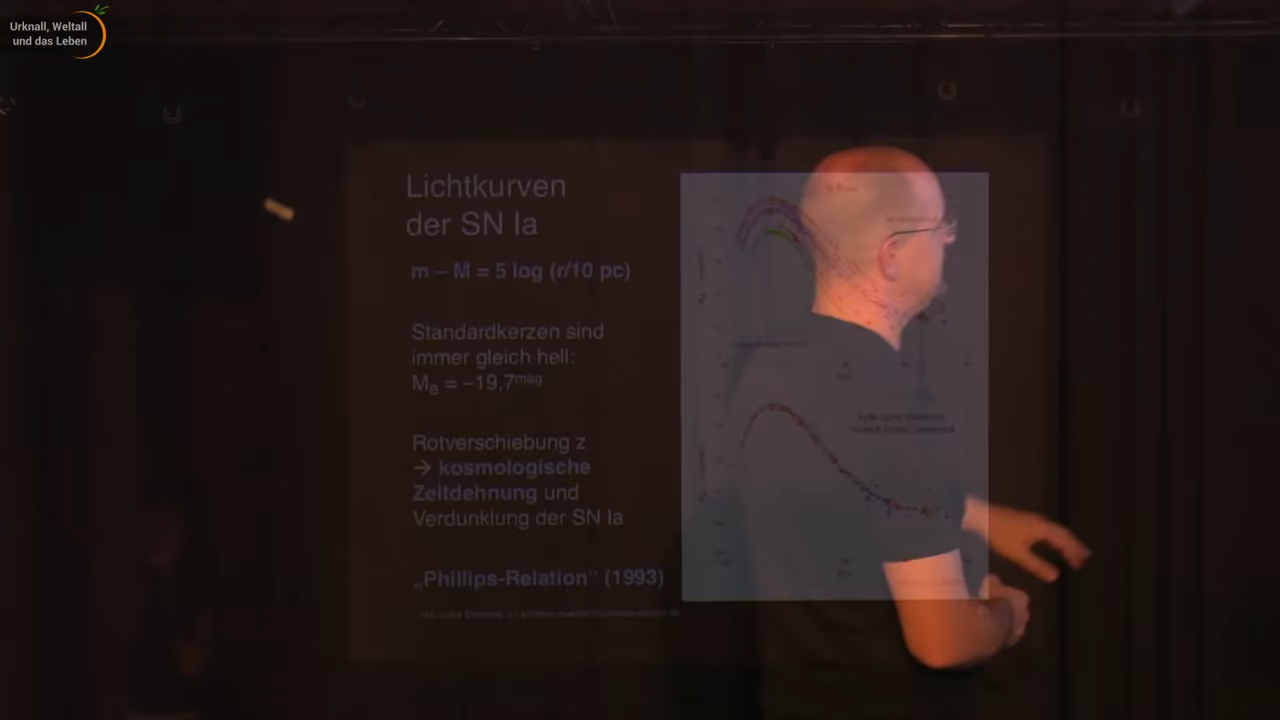 Urknall, Weltall
und das Leben
Lichtkurven
der SN Ia
m – M = 5 log (r/10 pc)
Standardkerzen sind
immer gleich hell:
M_B = –19,7^mag
Rotverschiebung z
→ kosmologische
Zeitdehnung und
Verdunklung der SN Ia
„Phillips-Relation“ (1993)